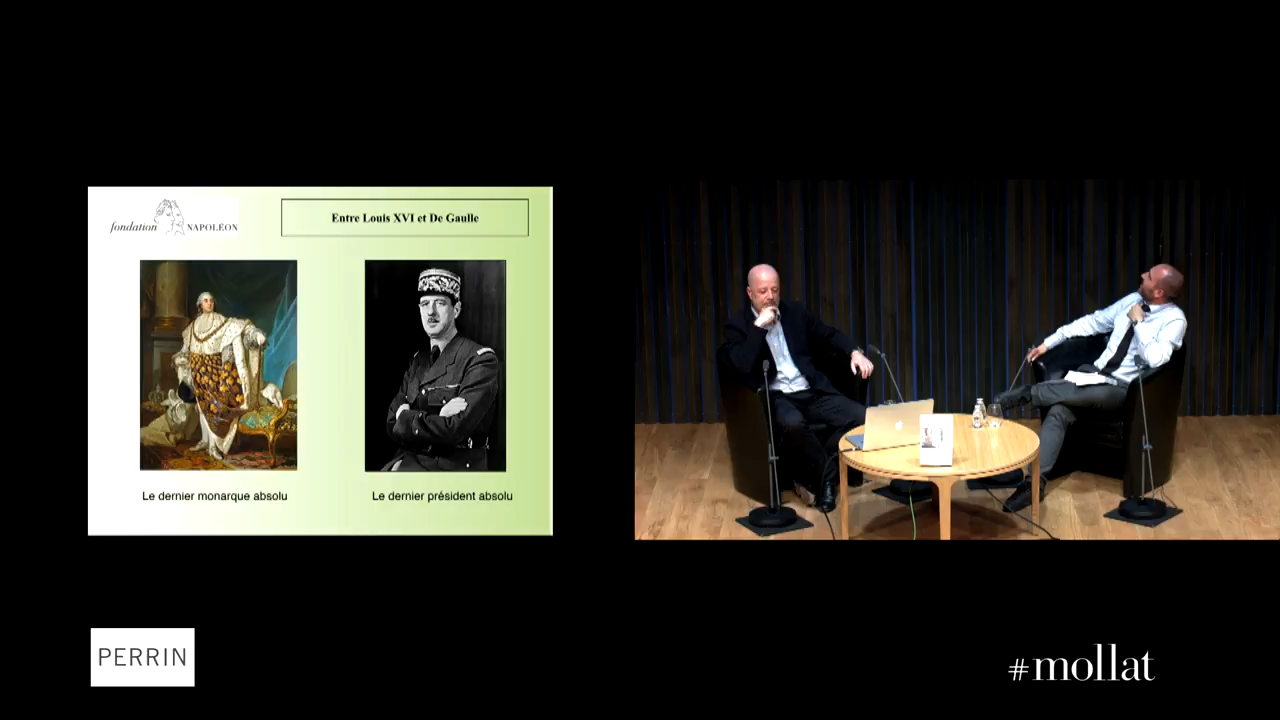 fondation NAPOLÉON
Entre Louis XVI et De Gaulle
Le dernier monarque absolu
Le dernier président absolu
PERRIN
#mollat